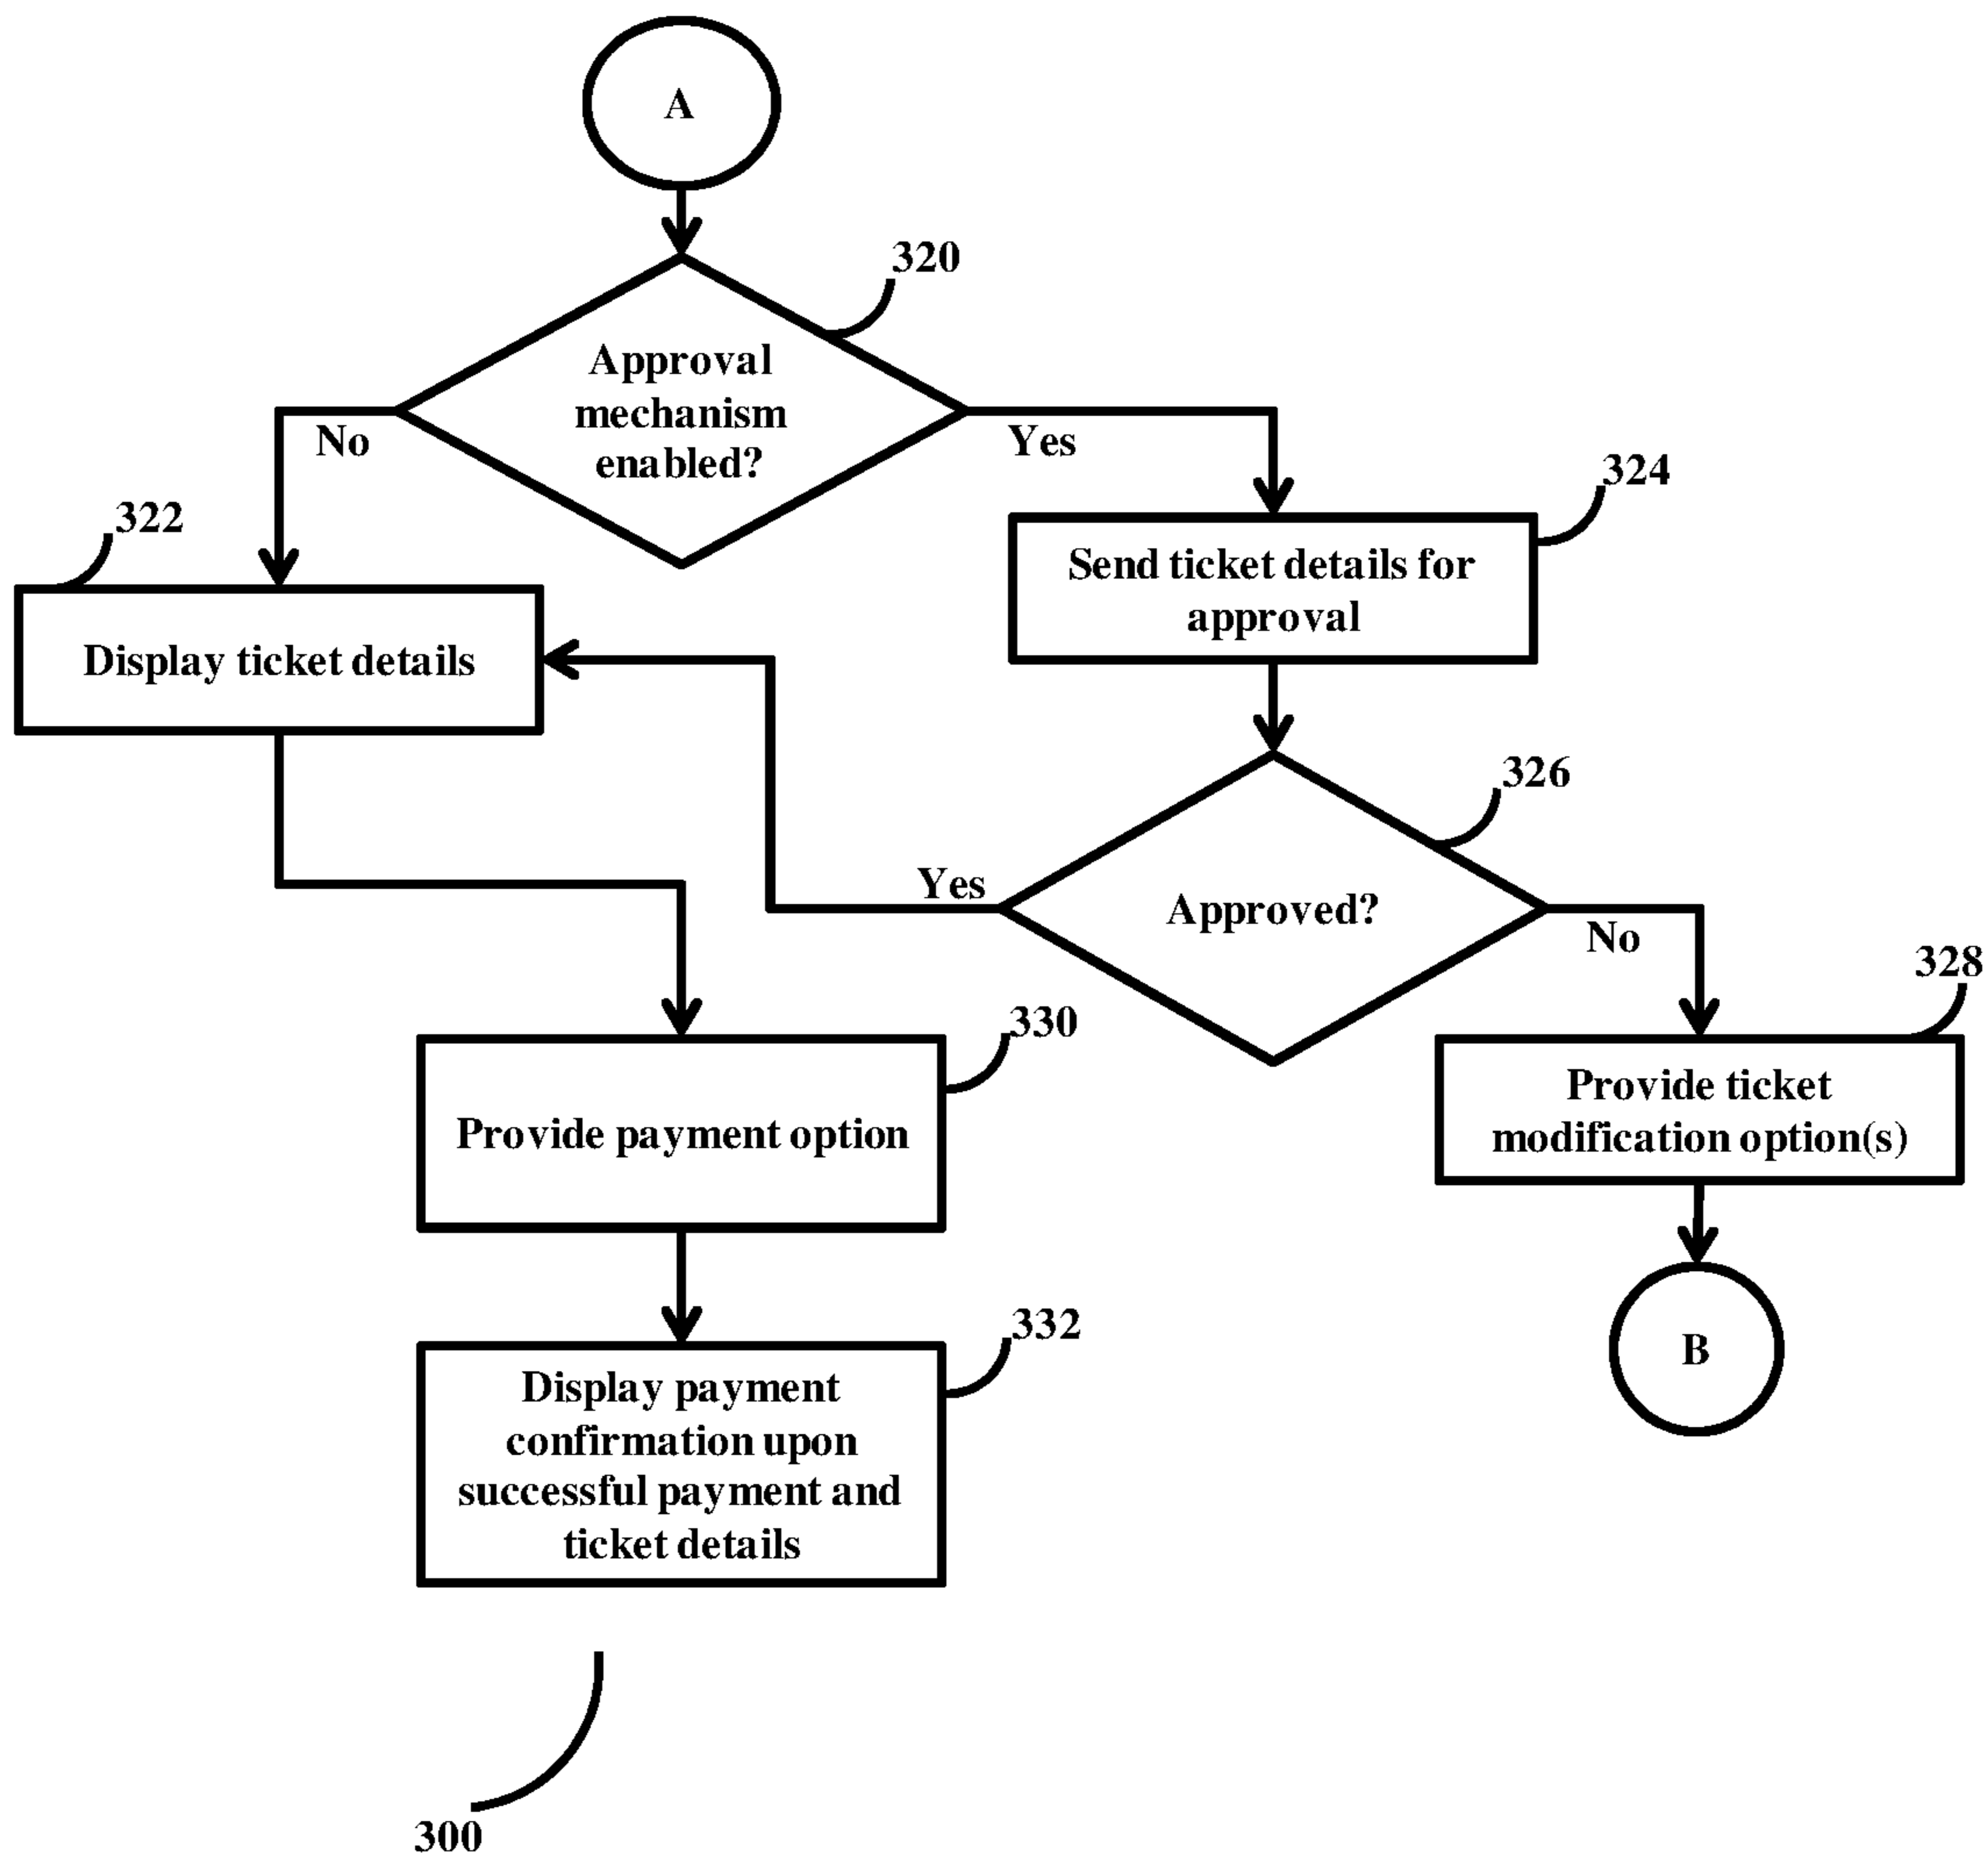 A
320
Approval
mechanism
enabled?
No
Yes
322
324
Send ticket details for
approval
Display ticket details
326
Yes
Approved?
No
328
330
Provide ticket
modification option(s)
Provide payment option
332
B
Display payment
confirmation upon
successful payment and
ticket details
300